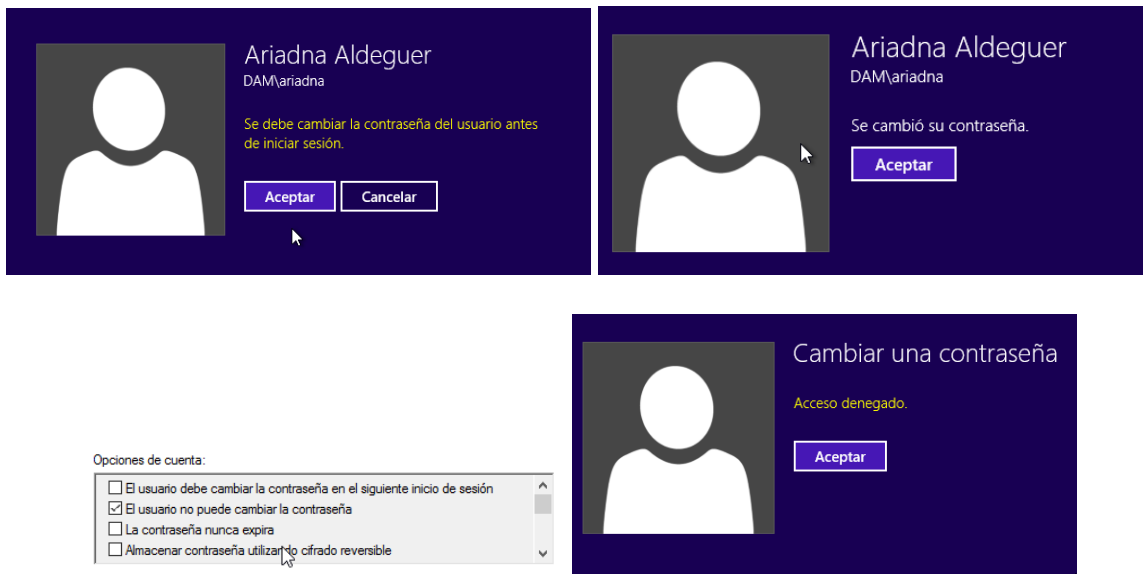 Ariadna Aldeguer
DAM\ariadna
Se debe cambiar la contraseña del usuario antes
de iniciar sesión.
Aceptar
Cancelar
Ariadna Aldeguer
DAM\ariadna
Se cambió su contraseña.
Aceptar
Opciones de cuenta:
El usuario debe cambiar la contraseña en el siguiente inicio de sesión
El usuario no puede cambiar la contraseña
La contraseña nunca expira
Almacenar contraseña utilizando cifrado reversible
Cambiar una contraseña
Acceso denegado.
Aceptar